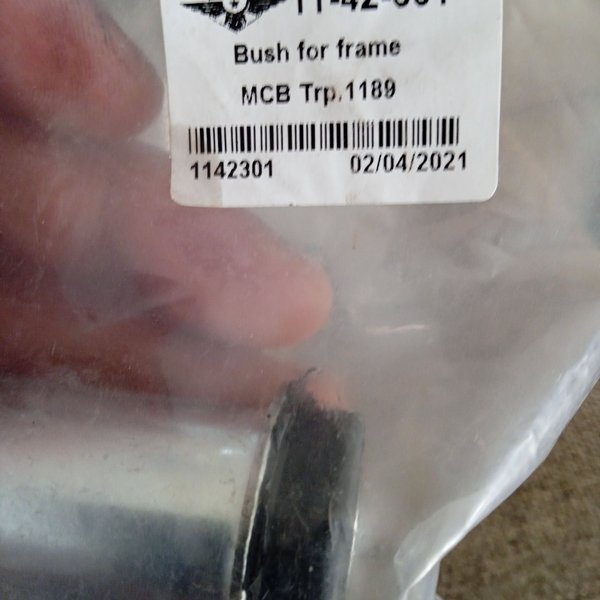 Bush for frame
MCB Trp.1189
1142301 02/04/2021